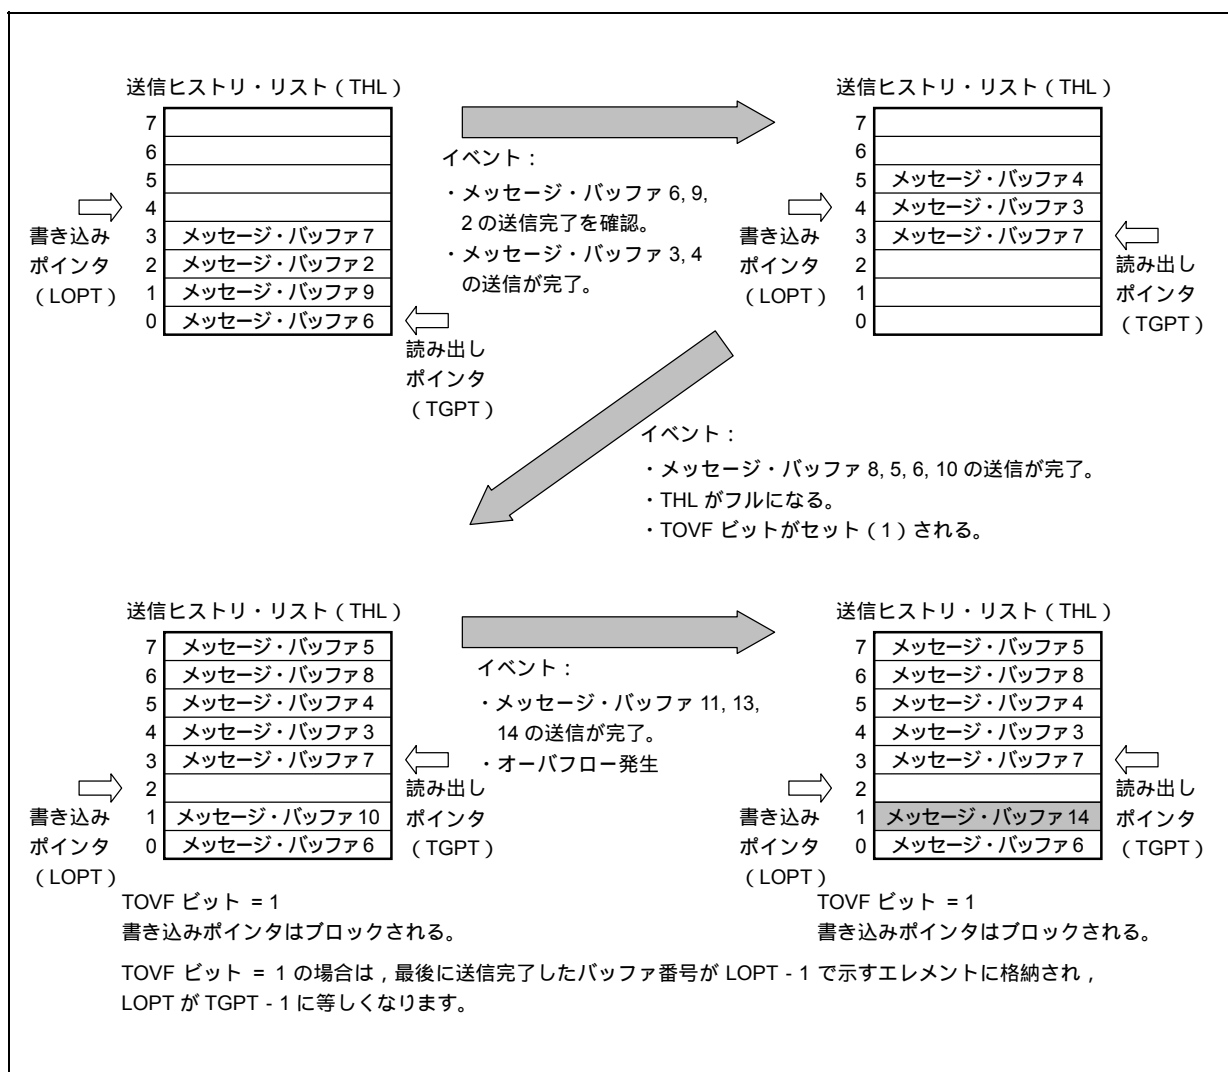 送信ヒストリ・リスト ( THL )
7
6
5
4
3 メッセージ・バッファ 7
2 メッセージ・バッファ 2
1 メッセージ・バッファ 9
0 メッセージ・バッファ 6
書き込み
ポインタ
( LOPT )
読み出し
ポインタ
( TGPT )
イベント :
・メッセージ・バッファ 6, 9,
2 の送信完了を確認。
・メッセージ・バッファ 3, 4
の送信が完了。
送信ヒストリ・リスト ( THL )
7
6
5 メッセージ・バッファ 4
4 メッセージ・バッファ 3
3 メッセージ・バッファ 7
2
1
0
書き込み
ポインタ
( LOPT )
読み出し
ポインタ
( TGPT )
イベント :
・メッセージ・バッファ 8, 5, 6, 10 の送信が完了。
・THL がフルになる。
・TOVF ビットがセット ( 1 ) される。
送信ヒストリ・リスト ( THL )
7 メッセージ・バッファ 5
6 メッセージ・バッファ 8
5 メッセージ・バッファ 4
4 メッセージ・バッファ 3
3 メッセージ・バッファ 7
2
1 メッセージ・バッファ 10
0 メッセージ・バッファ 6
書き込み
ポインタ
( LOPT )
読み出し
ポインタ
( TGPT )
TOVF ビット = 1
書き込みポインタはブロックされる。
イベント :
・メッセージ・バッファ 11, 13,
14 の送信が完了。
・オーバフロー発生
送信ヒストリ・リスト ( THL )
7 メッセージ・バッファ 5
6 メッセージ・バッファ 8
5 メッセージ・バッファ 4
4 メッセージ・バッファ 3
3 メッセージ・バッファ 7
2
1 メッセージ・バッファ 14
0 メッセージ・バッファ 6
書き込み
ポインタ
( LOPT )
読み出し
ポインタ
( TGPT )
TOVF ビット = 1
書き込みポインタはブロックされる。
TOVF ビット = 1 の場合は , 最後に送信完了したバッファ番号が LOPT - 1 で示すエレメントに格納され ,
LOPT が TGPT - 1 に等しくなります。